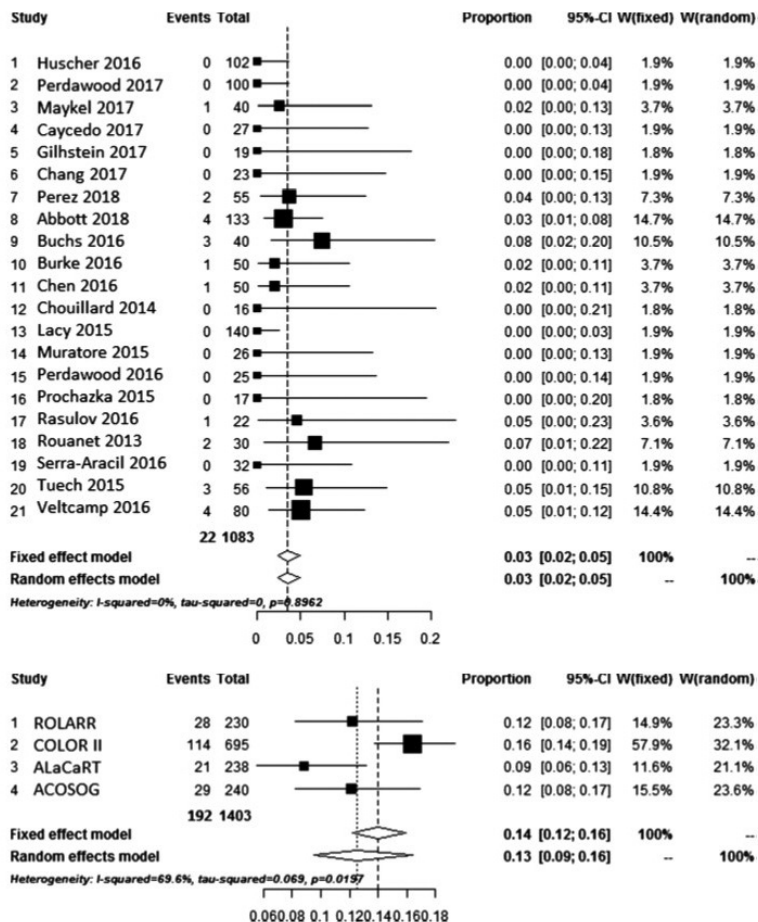 Study Events Total Proportion 95%-CI W(fixed) W(random)
1 Huscher 2016 0 102 0.00 [0.00; 0.04] 1.9% 1.9%
2 Perdawood 2017 0 100 0.00 [0.00; 0.04] 1.9% 1.9%
3 Maykel 2017 1 40 0.02 [0.00; 0.13] 3.7% 3.7%
4 Caycedo 2017 0 27 0.00 [0.00; 0.13] 1.9% 1.9%
5 Gilhstein 2017 0 19 0.00 [0.00; 0.18] 1.8% 1.8%
6 Chang 2017 0 23 0.00 [0.00; 0.15] 1.9% 1.9%
7 Perez 2018 2 55 0.04 [0.00; 0.13] 7.3% 7.3%
8 Abbott 2018 4 133 0.03 [0.01; 0.08] 14.7% 14.7%
9 Buchs 2016 3 40 0.08 [0.02; 0.20] 10.5% 10.5%
10 Burke 2016 1 50 0.02 [0.00; 0.11] 3.7% 3.7%
11 Chen 2016 1 50 0.02 [0.00; 0.11] 3.7% 3.7%
12 Chouillard 2014 0 16 0.00 [0.00; 0.21] 1.8% 1.8%
13 Lacy 2015 0 140 0.00 [0.00; 0.03] 1.9% 1.9%
14 Muratore 2015 0 26 0.00 [0.00; 0.13] 1.9% 1.9%
15 Perdawood 2016 0 25 0.00 [0.00; 0.14] 1.9% 1.9%
16 Prochazka 2015 0 17 0.00 [0.00; 0.20] 1.8% 1.8%
17 Rasulov 2016 1 22 0.05 [0.00; 0.23] 3.6% 3.6%
18 Rouanet 2013 2 30 0.07 [0.01; 0.22] 7.1% 7.1%
19 Serra-Aracil 2016 0 32 0.00 [0.00; 0.11] 1.9% 1.9%
20 Tuech 2015 3 56 0.05 [0.01; 0.15] 10.8% 10.8%
21 Veltcamp 2016 4 80 0.05 [0.01; 0.12] 14.4% 14.4%
22 1083
Fixed effect model 0.03 [0.02; 0.05] 100% --
Random effects model 0.03 [0.02; 0.05] -- 100%
Heterogeneity: I-squared=0%, tau-squared=0, p=0.8962
0 0.05 0.1 0.15 0.2
Study Events Total Proportion 95%-CI W(fixed) W(random)
1 ROLARR 28 230 0.12 [0.08; 0.17] 14.9% 23.3%
2 COLOR II 114 695 0.16 [0.14; 0.19] 57.9% 32.1%
3 ALaCaRT 21 238 0.09 [0.06; 0.13] 11.6% 21.1%
4 ACOSOG 29 240 0.12 [0.08; 0.17] 15.5% 23.6%
192 1403
Fixed effect model 0.14 [0.12; 0.16] 100% --
Random effects model 0.13 [0.09; 0.16] -- 100%
Heterogeneity: I-squared=69.6%, tau-squared=0.069, p=0.0197
0.06 0.08 0.1 0.12 0.14 0.16 0.18